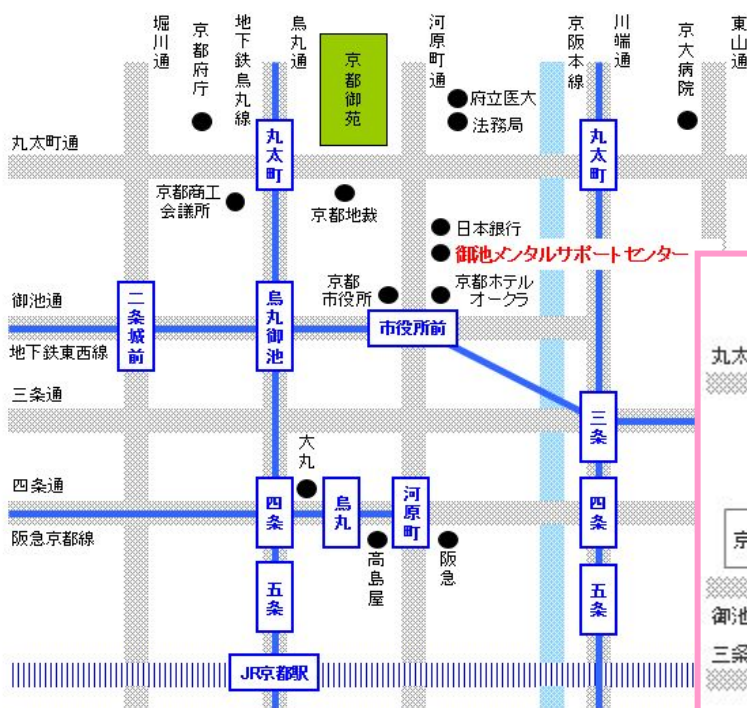 堀川通
京都府庁
地下鉄烏丸線
烏丸通
京都御苑
河原町通
京阪本線
川端通
京大病院
東山通
府立医大
法務局
丸太町通
丸太町
丸太町
京都商工
会議所
京都地裁
日本銀行
御池メンタルサポートセンター
京都
市役所
京都ホテル
オークラ
御池通
二条城前
烏丸御池
市役所前
地下鉄東西線
丸太
三条通
三条
大丸
四条通
四条
烏丸
河原町
四条
阪急京都線
高島屋
阪急
京
五条
五条
御池
三条
JR京都駅